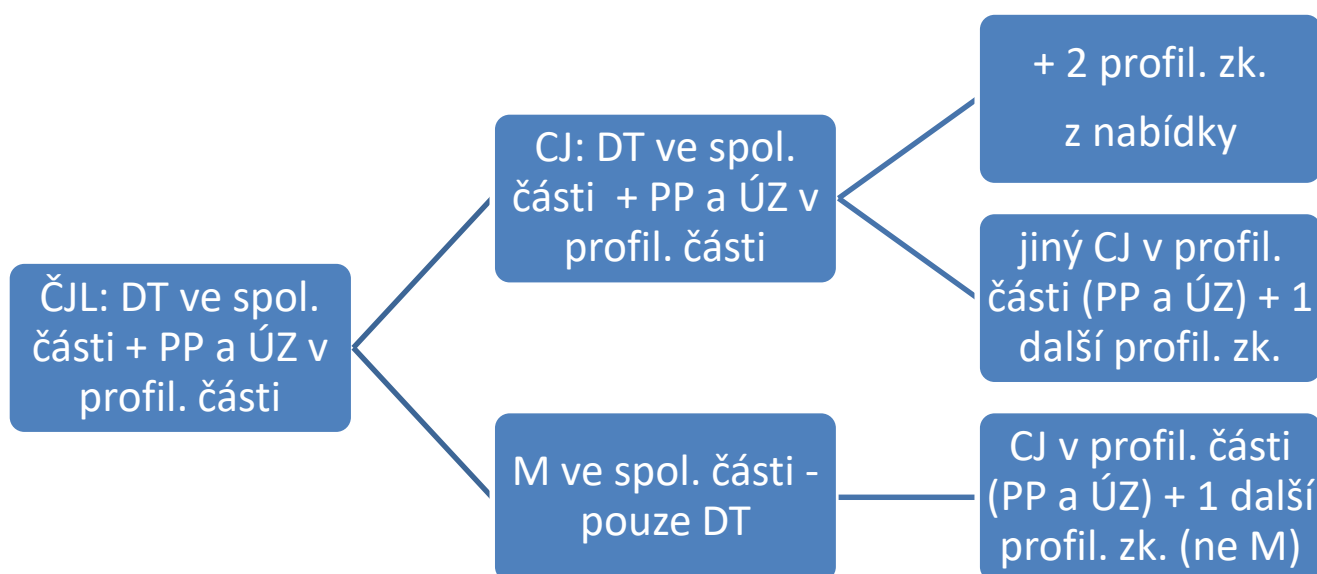 ČJL: DT ve spol.
části + PP a ÚZ v
profil. části
CJ: DT ve spol.
části + PP a ÚZ v
profil. části
M ve spol. části -
pouze DT
+ 2 profil. zk.
z nabídky
jiný CJ v profil.
části (PP a ÚZ) + 1
další profil. zk.
CJ v profil. části
(PP a ÚZ) + 1 další
profil. zk. (ne M)